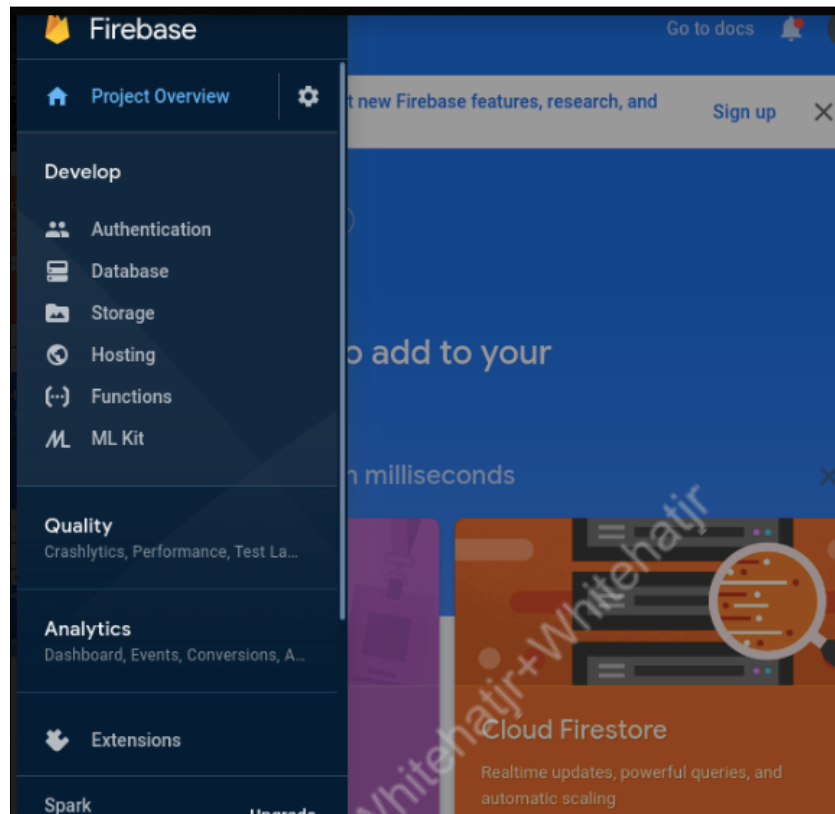 Firebase
Go to docs
Project Overview
t new Firebase features, research, and
Sign up
Develop
Authentication
Database
Storage
Hosting
Functions
ML Kit
o add to your
n milliseconds
Quality
Crashlytics, Performance, Test La...
Analytics
Dashboard, Events, Conversions, A...
Extensions
Spark
Upgrade
Cloud Firestore
Realtime updates, powerful queries, and
automatic scaling
Whitehatjr+Whitehatjr